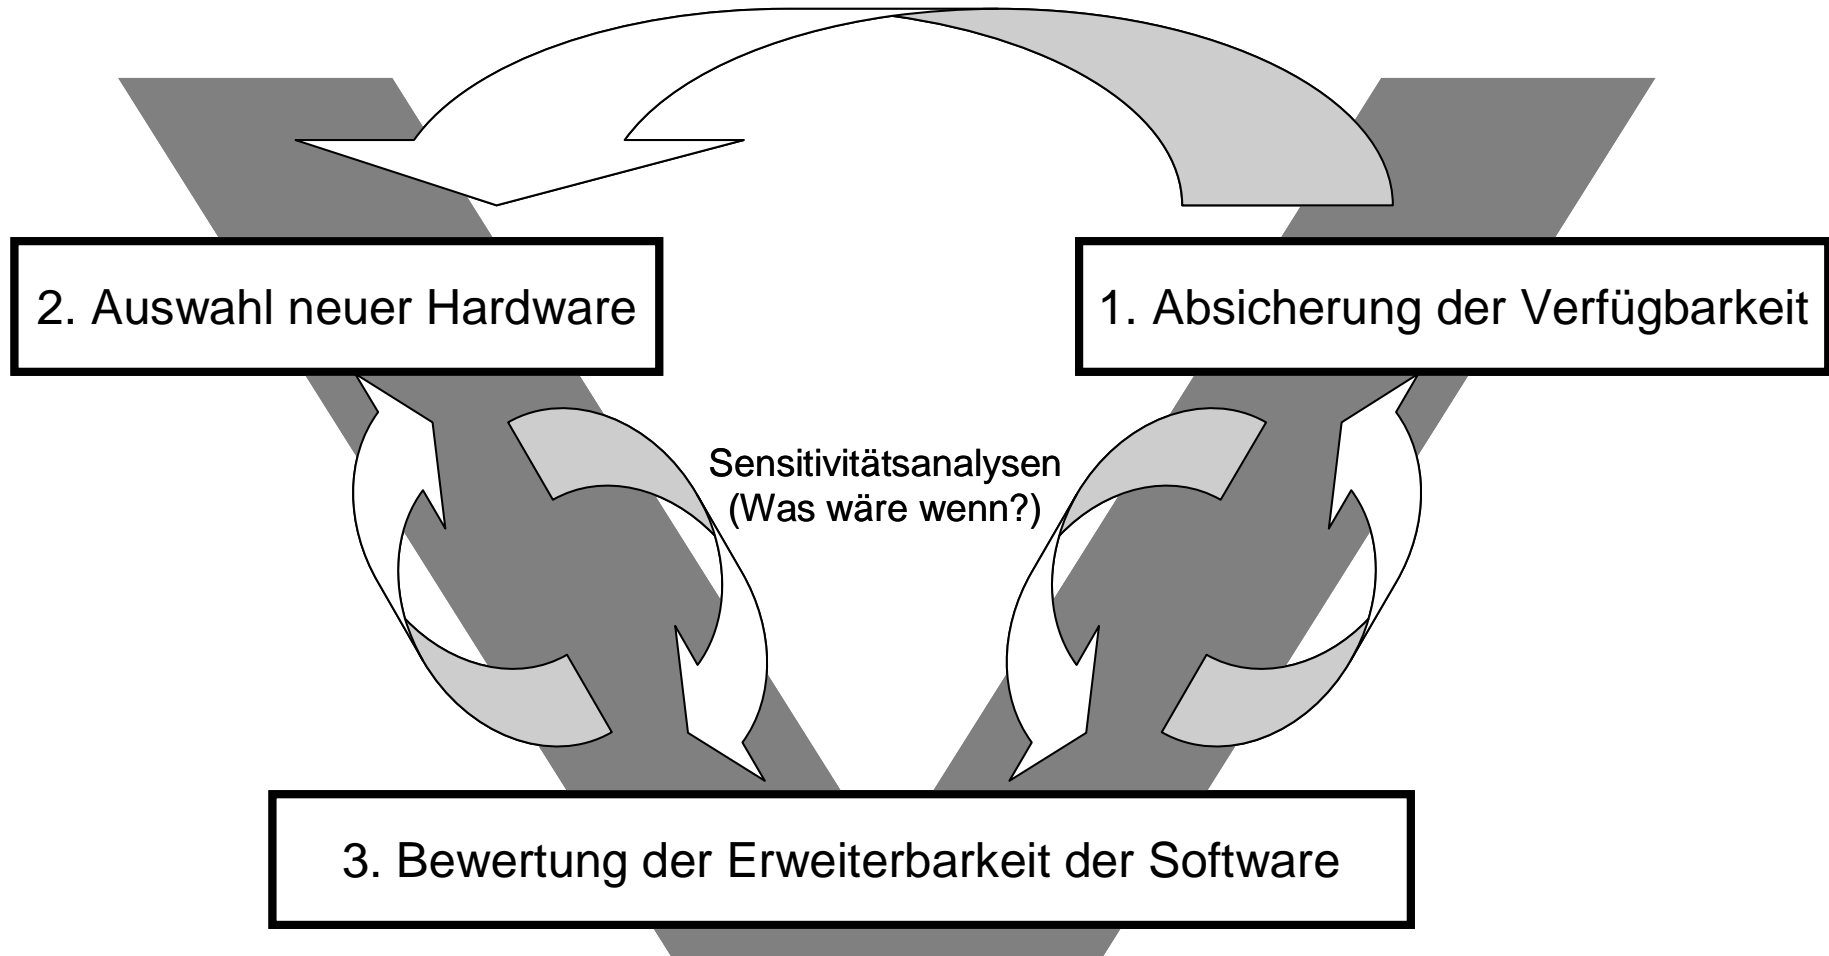 2. Auswahl neuer Hardware
1. Absicherung der Verfügbarkeit
Sensitivitätsanalysen
(Was wäre wenn?)
3. Bewertung der Erweiterbarkeit der Software